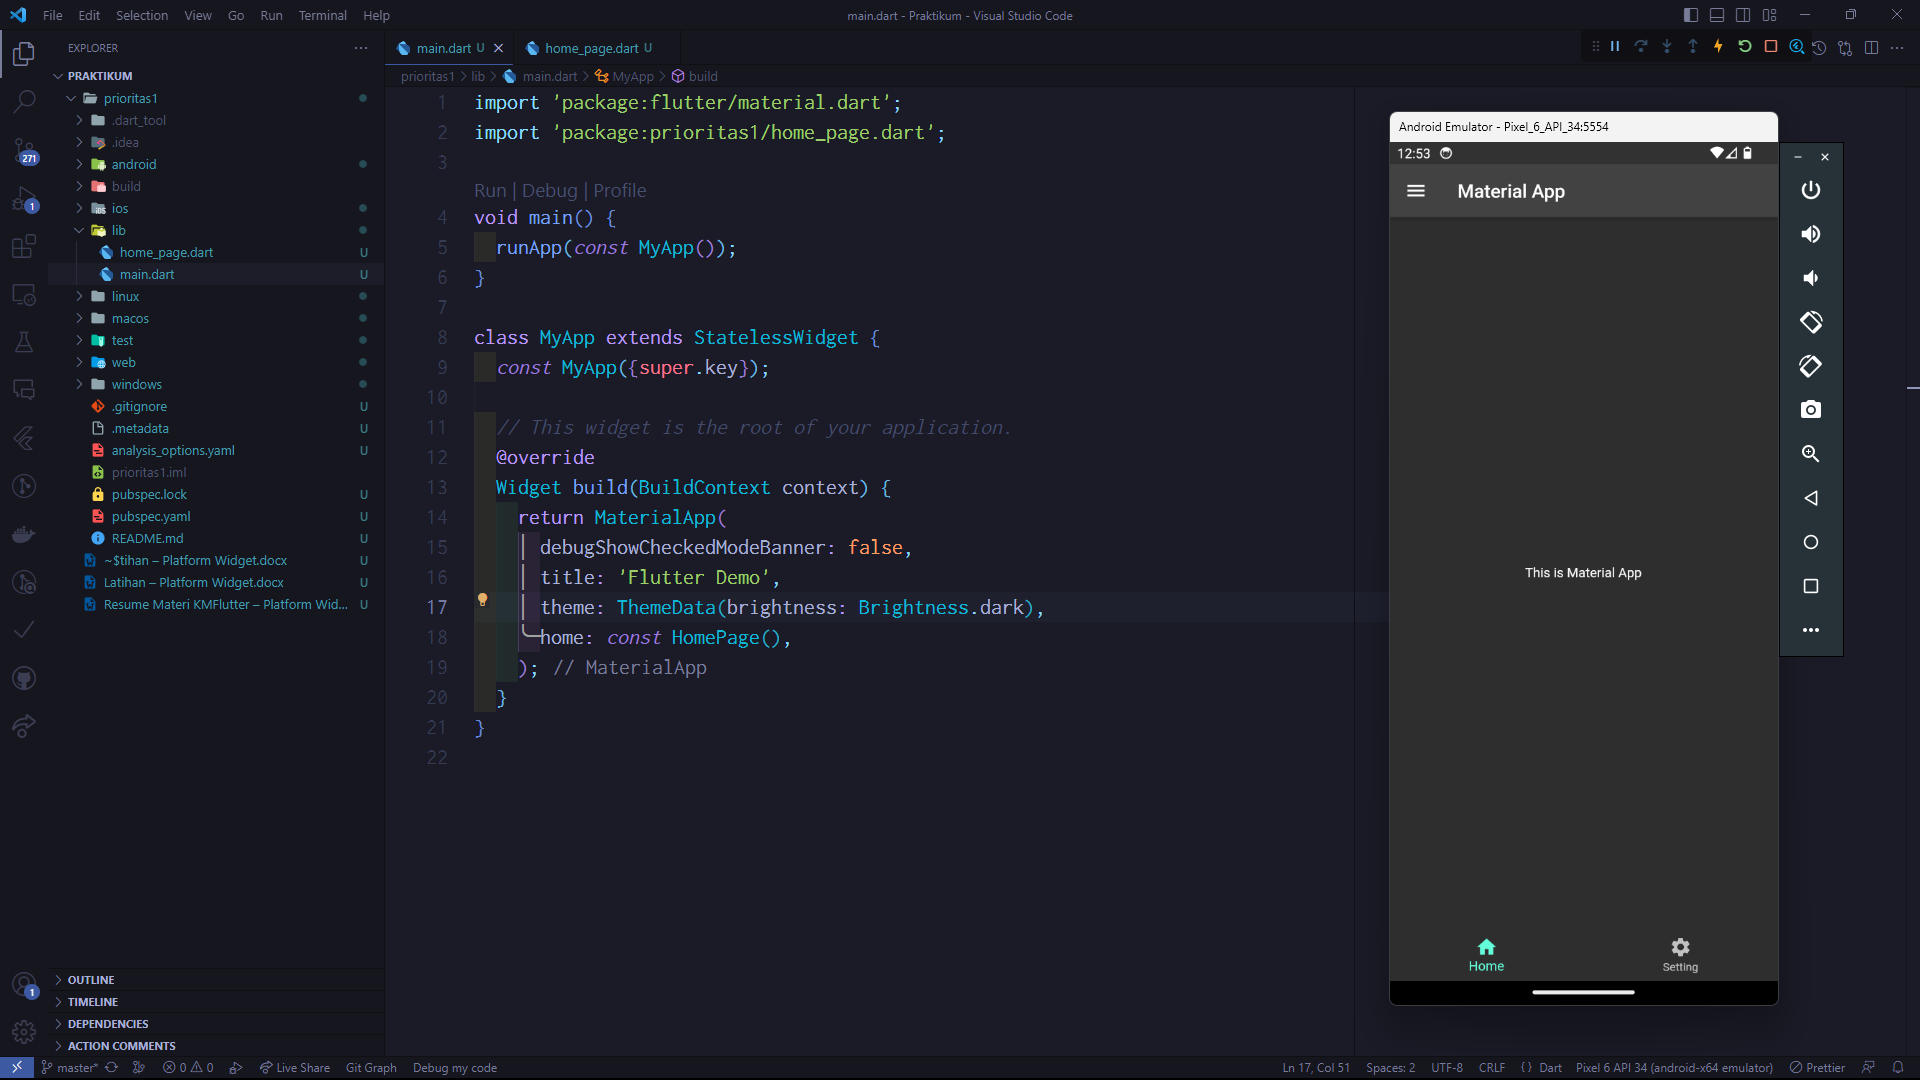 File Edit Selection View Go Run Terminal Help
main.dart - Praktikum - Visual Studio Code
EXPLORER
PRAKTIKUM
prioritas1
.dart_tool
.idea
android
build
ios
lib
home_page.dart U
main.dart U
linux
macos
test
web
windows
.gitignore U
.metadata U
analysis_options.yaml U
prioritas1.iml
pubspec.lock U
pubspec.yaml U
README.md U
~$tihan – Platform Widget.docx U
Latihan – Platform Widget.docx U
Resume Materi KMFlutter – Platform Wid... U
OUTLINE
TIMELINE
DEPENDENCIES
ACTION COMMENTS
271
1
1
main.dart U
home_page.dart U
prioritas1 > lib > main.dart > MyApp > build
1 import 'package:flutter/material.dart';
2 import 'package:prioritas1/home_page.dart';
3
Run | Debug | Profile
4 void main() {
5 runApp(const MyApp());
6 }
7
8 class MyApp extends StatelessWidget {
9 const MyApp({super.key});
10
11 // This widget is the root of your application.
12 @override
13 Widget build(BuildContext context) {
14 return MaterialApp(
15 debugShowCheckedModeBanner: false,
16 title: 'Flutter Demo',
17 theme: ThemeData(brightness: Brightness.dark),
18 home: const HomePage(),
19 ); // MaterialApp
20 }
21 }
22
Android Emulator - Pixel_6_API_34:5554
12:53
Material App
This is Material App
Home
Setting
master* 0 0 Live Share Git Graph Debug my code
Ln 17, Col 51 Spaces: 2 UTF-8 CRLF {} Dart Pixel 6 API 34 (android-x64 emulator) Prettier